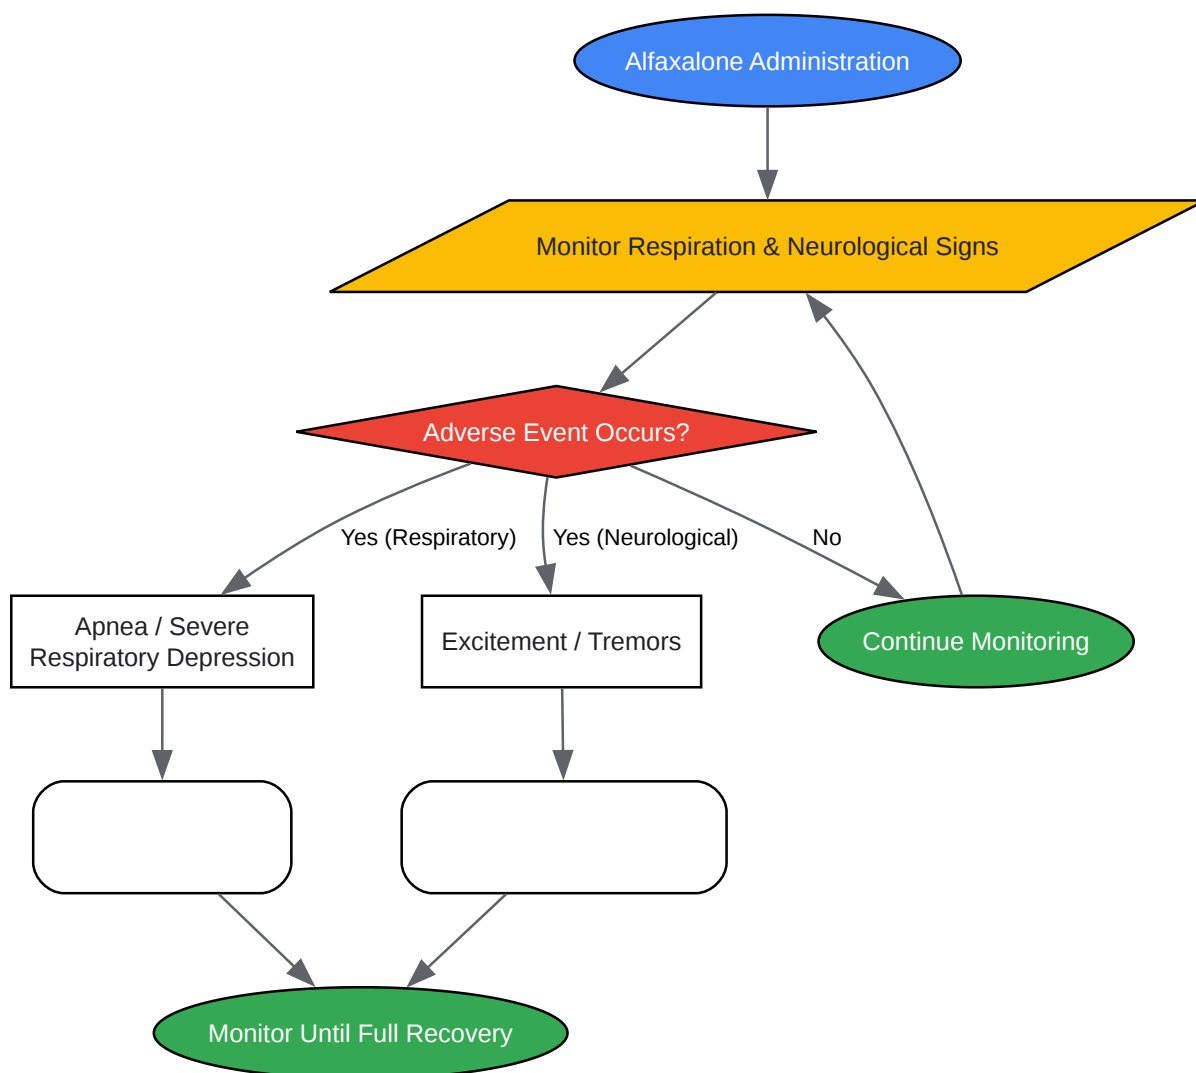 Alfaxalone Administration
Monitor Respiration & Neurological Signs
Adverse Event Occurs?
Yes (Respiratory)
Yes (Neurological)
No
Apnea / Severe
Respiratory Depression
Excitement / Tremors
Continue Monitoring
Monitor Until Full Recovery